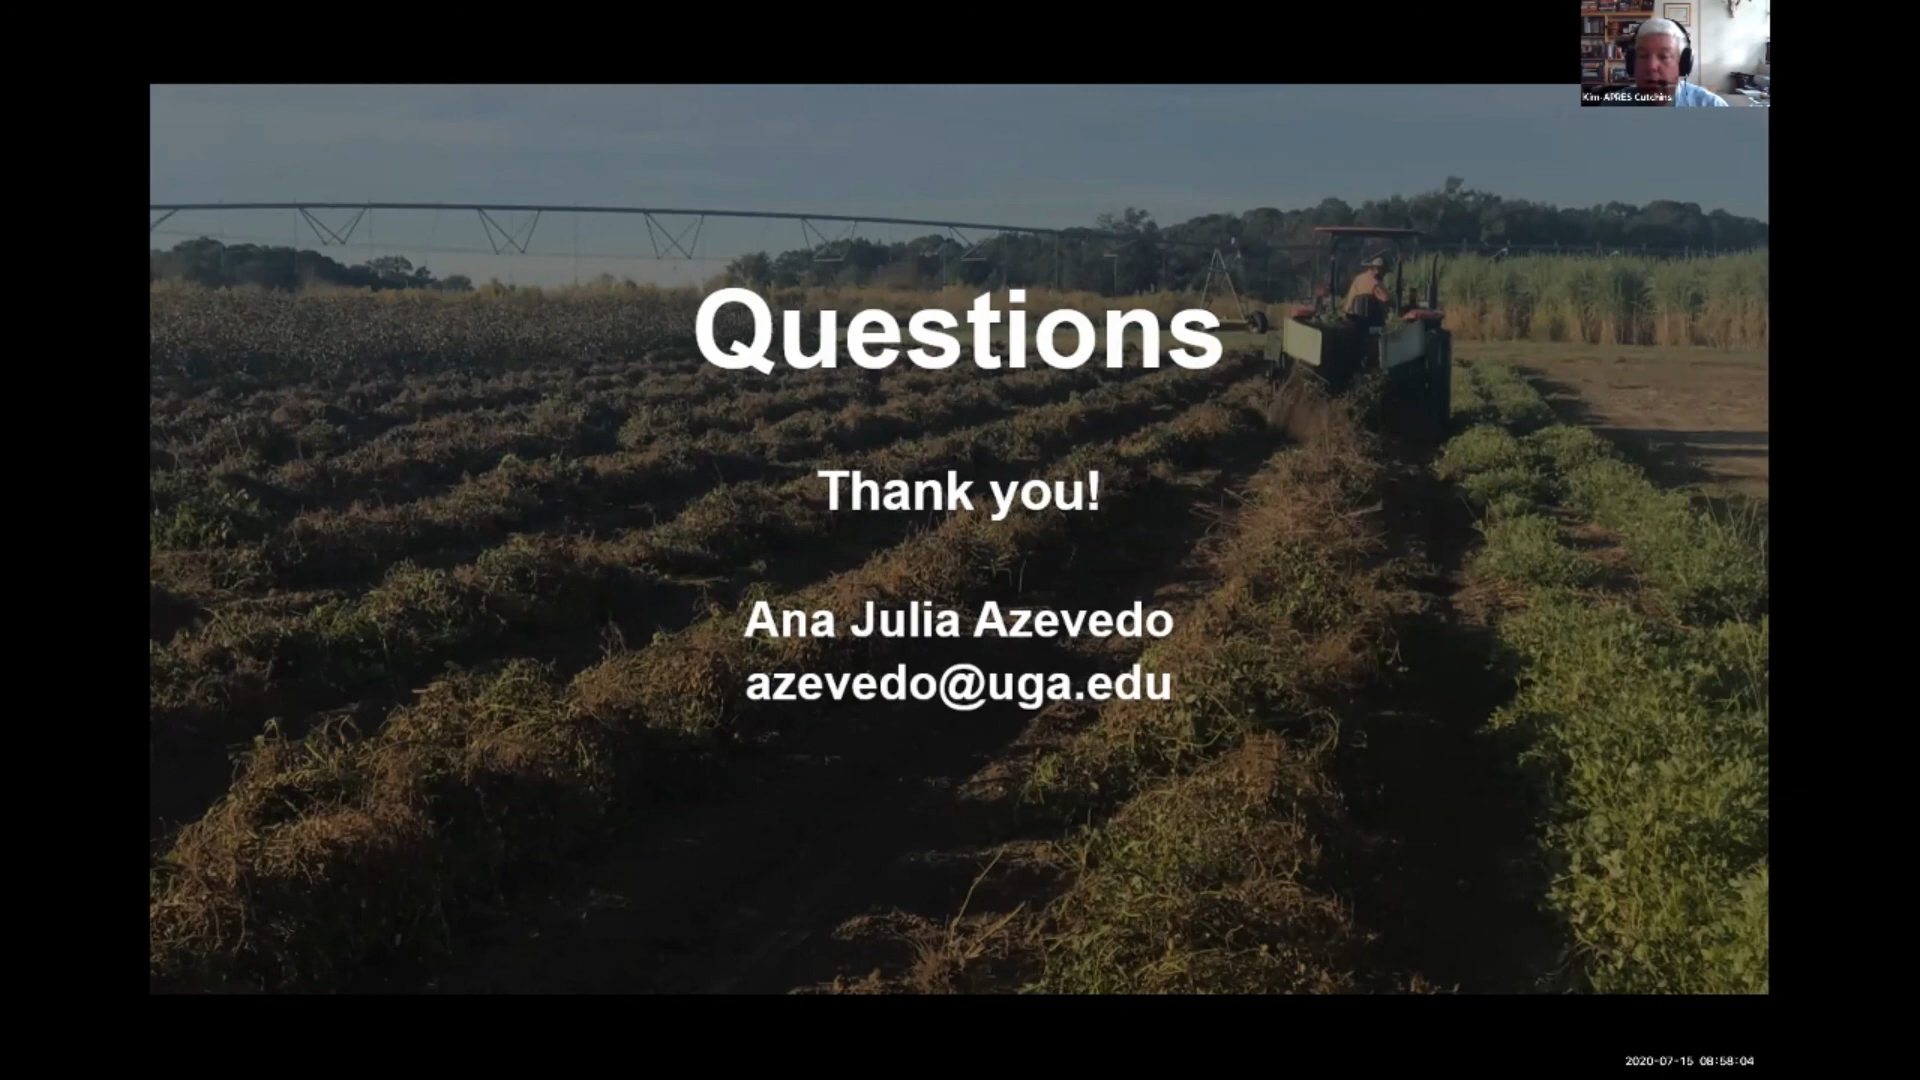 Kim-APRES Cutchins
Questions
Thank you!
Ana Julia Azevedo
azevedo@uga.edu
2020-07-15 08:58:04